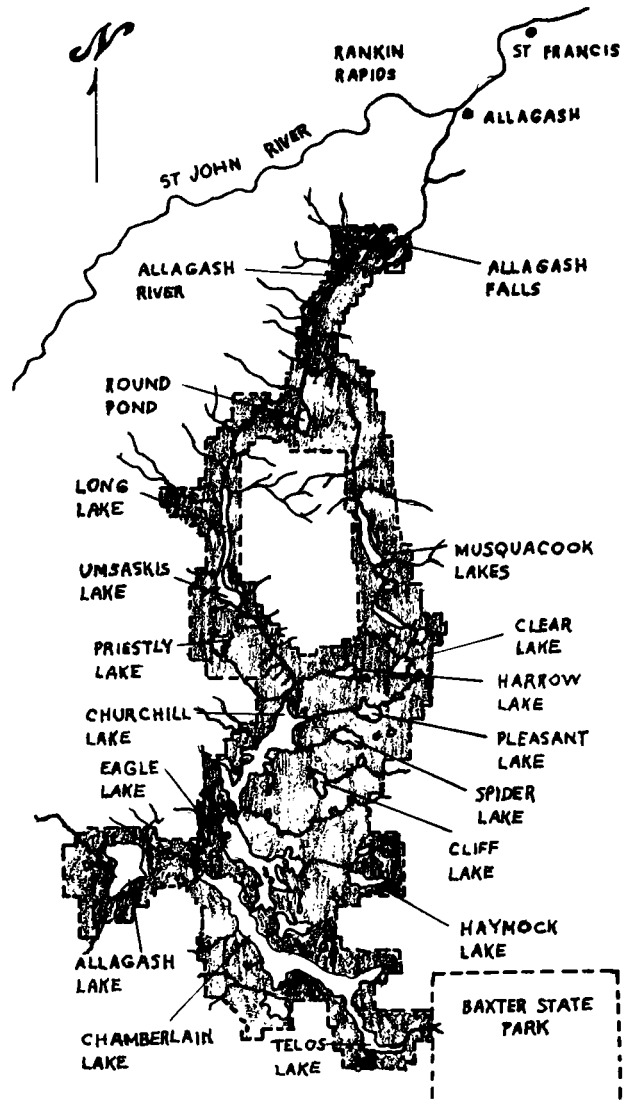 N
RANKIN
RAPIDS
ST FRANCIS
ALLAGASH
ST JOHN RIVER
ALLAGASH
RIVER
ALLAGASH
FALLS
ROUND
POND
LONG
LAKE
MUSQUACOOK
LAKES
UMSASKIS
LAKE
CLEAR
LAKE
PRIESTLY
LAKE
HARROW
LAKE
CHURCHILL
LAKE
PLEASANT
LAKE
EAGLE
LAKE
SPIDER
LAKE
CLIFF
LAKE
HAYMOCK
LAKE
ALLAGASH
LAKE
BAXTER STATE
PARK
CHAMBERLAIN
LAKE
TELOS
LAKE